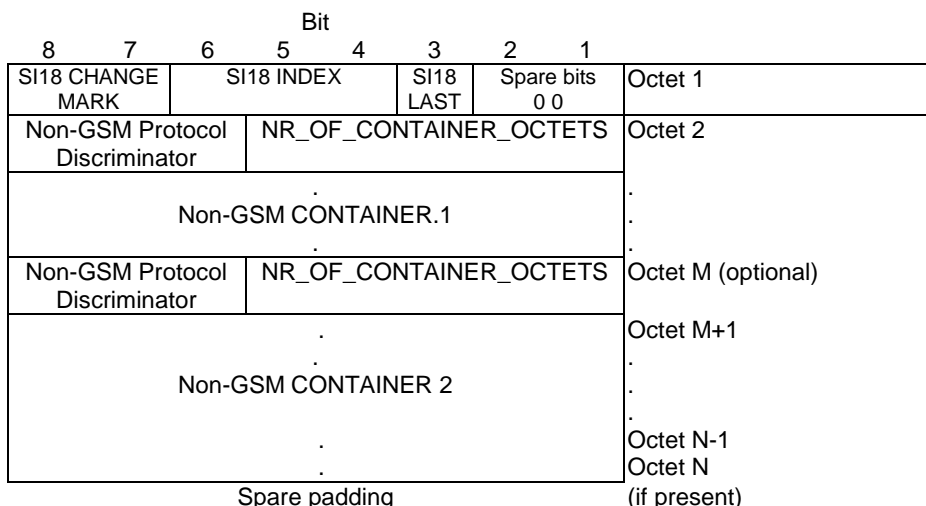 Bit
8 7 6 5 4 3 2 1
SI18 CHANGE SI18 INDEX SI18 Spare bits Octet 1
MARK LAST 0 0
Non-GSM Protocol NR_OF_CONTAINER_OCTETS Octet 2
Discriminator
. .
Non-GSM CONTAINER.1 .
. .
Non-GSM Protocol NR_OF_CONTAINER_OCTETS Octet M (optional)
Discriminator
. Octet M+1
. .
Non-GSM CONTAINER 2 .
.
. Octet N-1
. Octet N
Spare padding (if present)